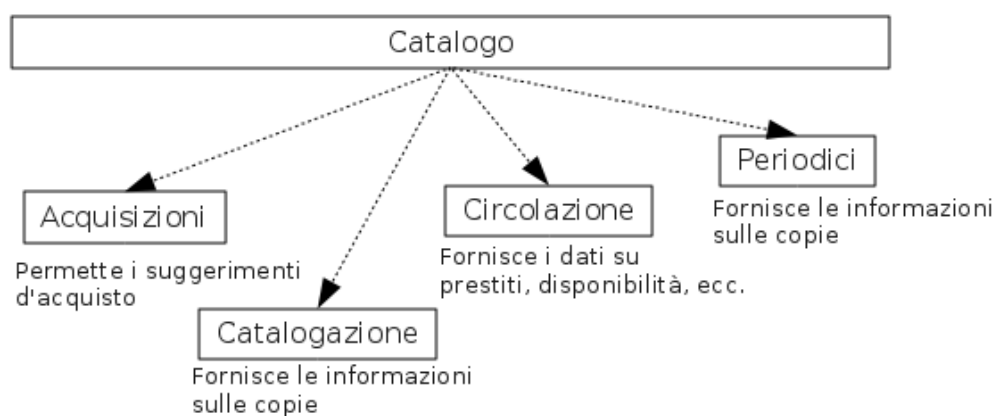 Catalogo
Periodici
Fornisce le informazioni
sulle copie
Circolazione
Fornisce i dati su
prestiti, disponibilità, ecc.
Acquisizioni
Permette i suggerimenti
d'acquisto
Catalogazione
Fornisce le informazioni
sulle copie